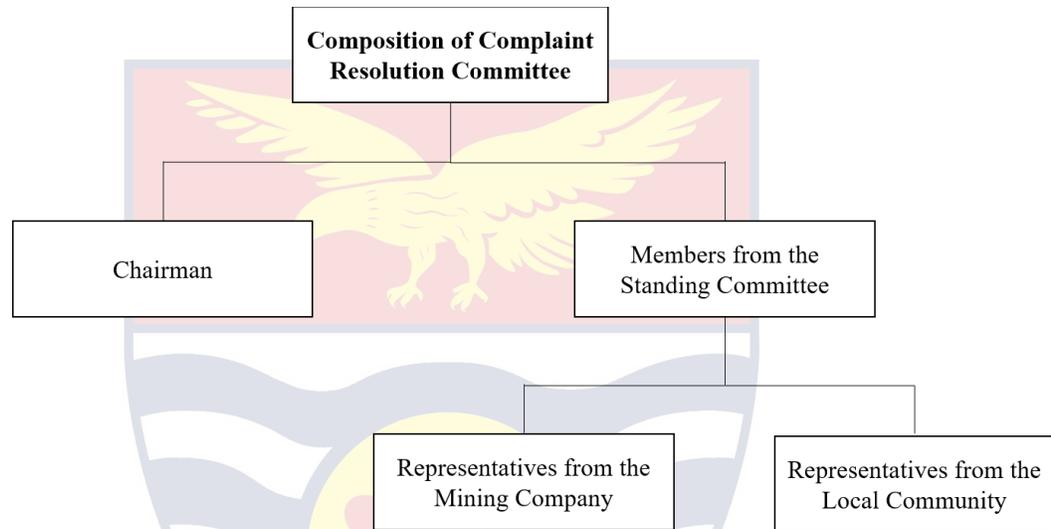 Composition of Complaint
Resolution Committee
Chairman
Members from the
Standing Committee
Representatives from the
Mining Company
Representatives from the
Local Community